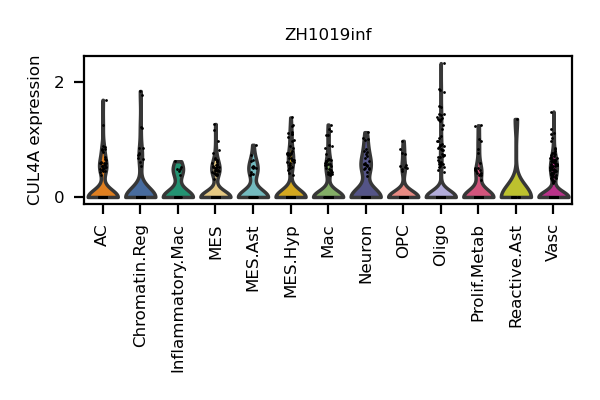 ZH1019inf
CUL4A expression
2
0
AC
Chromatin.Reg
Inflammatory.Mac
MES
MES.Ast
MES.Hyp
Mac
Neuron
OPC
Oligo
Prolif.Metab
Reactive.Ast
Vasc